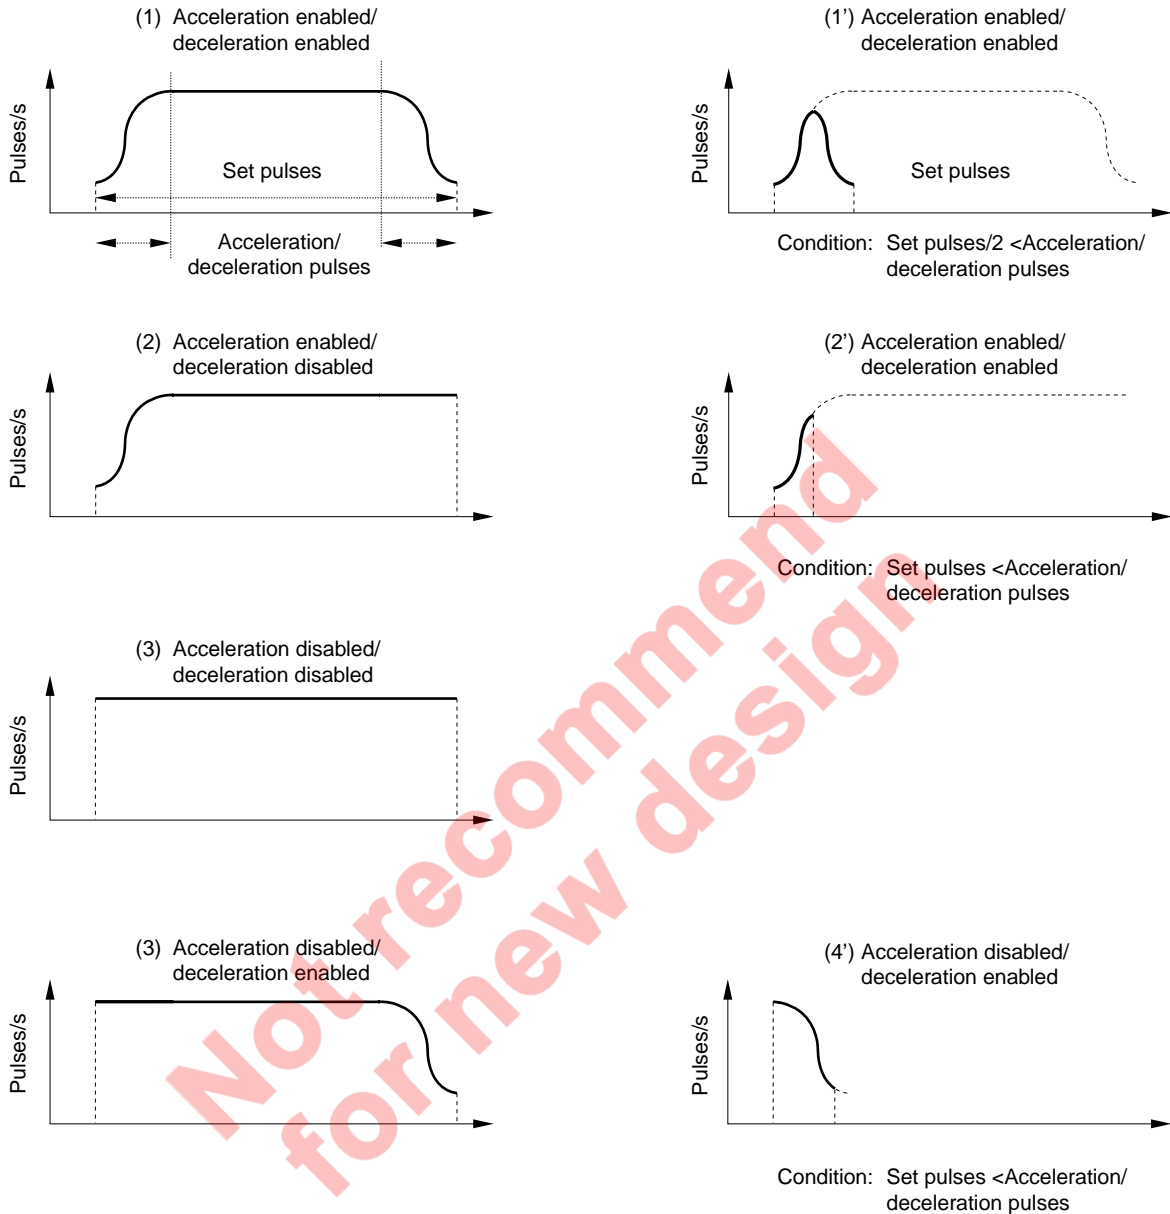 (1) Acceleration enabled/
deceleration enabled
Pulses/s
Set pulses
Acceleration/
deceleration pulses
(1') Acceleration enabled/
deceleration enabled
Pulses/s
Set pulses
Condition: Set pulses/2 <Acceleration/
deceleration pulses
(2) Acceleration enabled/
deceleration disabled
Pulses/s
(2') Acceleration enabled/
deceleration enabled
Pulses/s
Condition: Set pulses <Acceleration/
deceleration pulses
(3) Acceleration disabled/
deceleration disabled
Pulses/s
(3) Acceleration disabled/
deceleration enabled
Pulses/s
(4') Acceleration disabled/
deceleration enabled
Pulses/s
Condition: Set pulses <Acceleration/
deceleration pulses
Not recommend
for new design